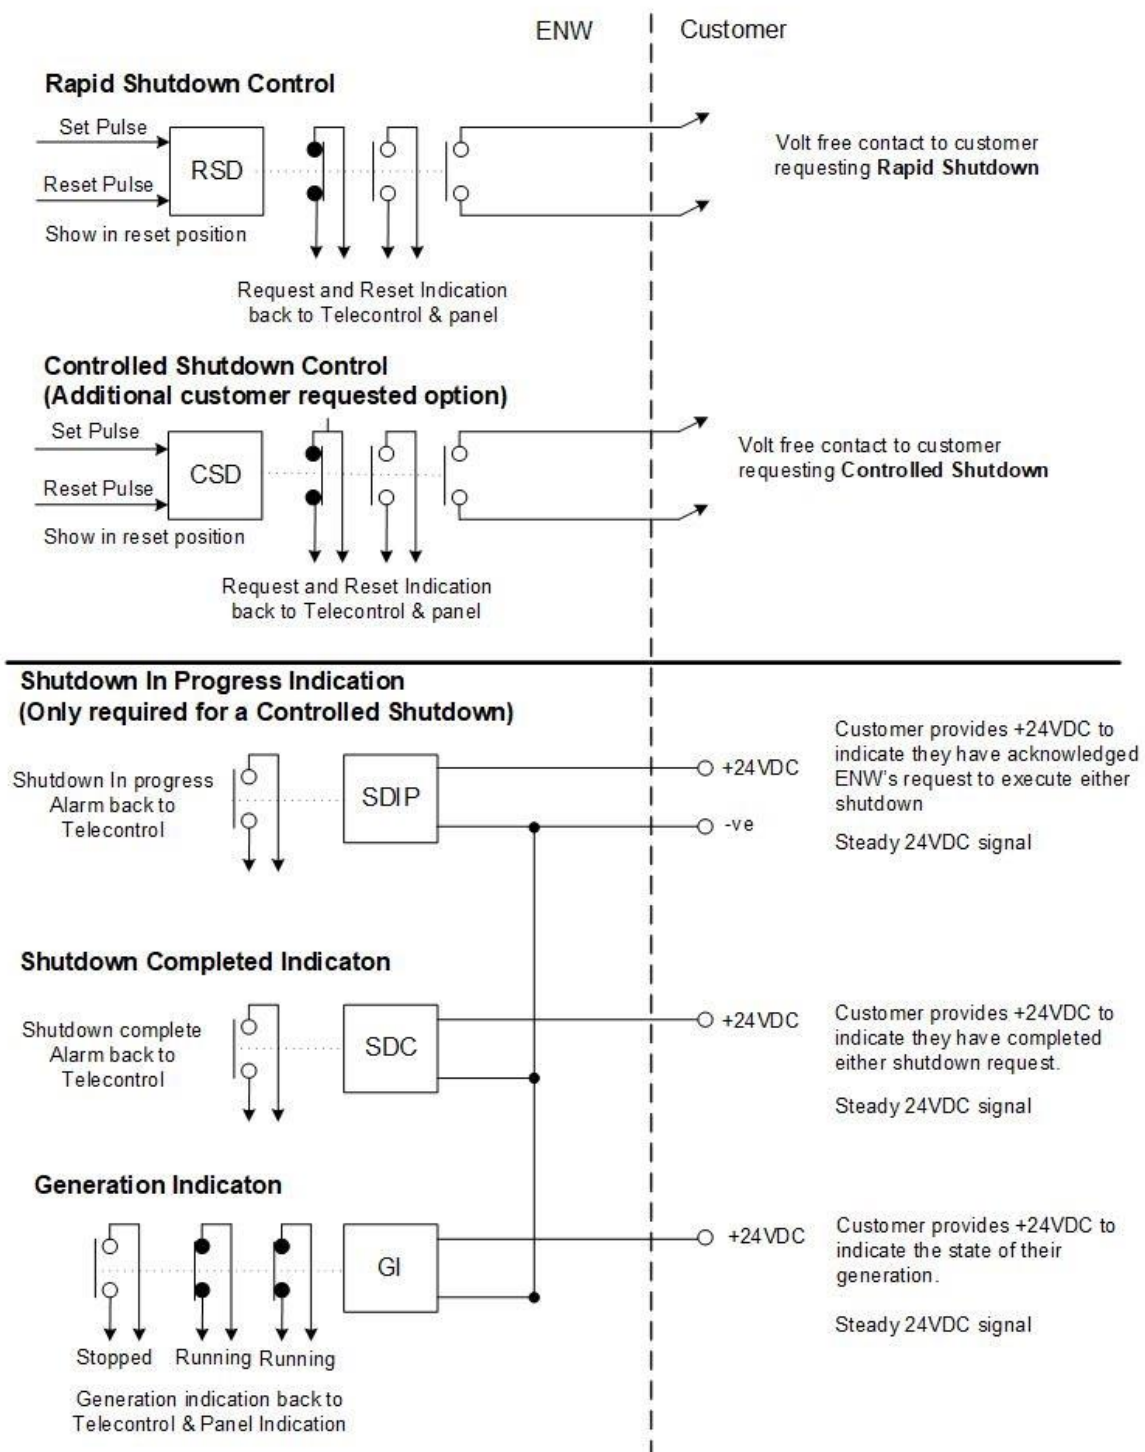 ENW
Customer
Rapid Shutdown Control
Set Pulse
RSD
Reset Pulse
Show in reset position
Volt free contact to customer
requesting Rapid Shutdown
Request and Reset Indication
back to Telecontrol & panel
Controlled Shutdown Control
(Additional customer requested option)
Set Pulse
CSD
Reset Pulse
Show in reset position
Volt free contact to customer
requesting Controlled Shutdown
Request and Reset Indication
back to Telecontrol & panel
Shutdown In Progress Indication
(Only required for a Controlled Shutdown)
Shutdown In progress
Alarm back to
Telecontrol
SDIP
+24VDC
-ve
Customer provides +24VDC to
indicate they have acknowledged
ENW's request to execute either
shutdown
Steady 24VDC signal
Shutdown Completed Indicaton
Shutdown complete
Alarm back to
Telecontrol
SDC
+24VDC
Customer provides +24VDC to
indicate they have completed
either shutdown request.
Steady 24VDC signal
Generation Indicaton
GI
+24VDC
Customer provides +24VDC to
indicate the state of their
generation.
Steady 24VDC signal
Stopped Running Running
Generation indication back to
Telecontrol & Panel Indication